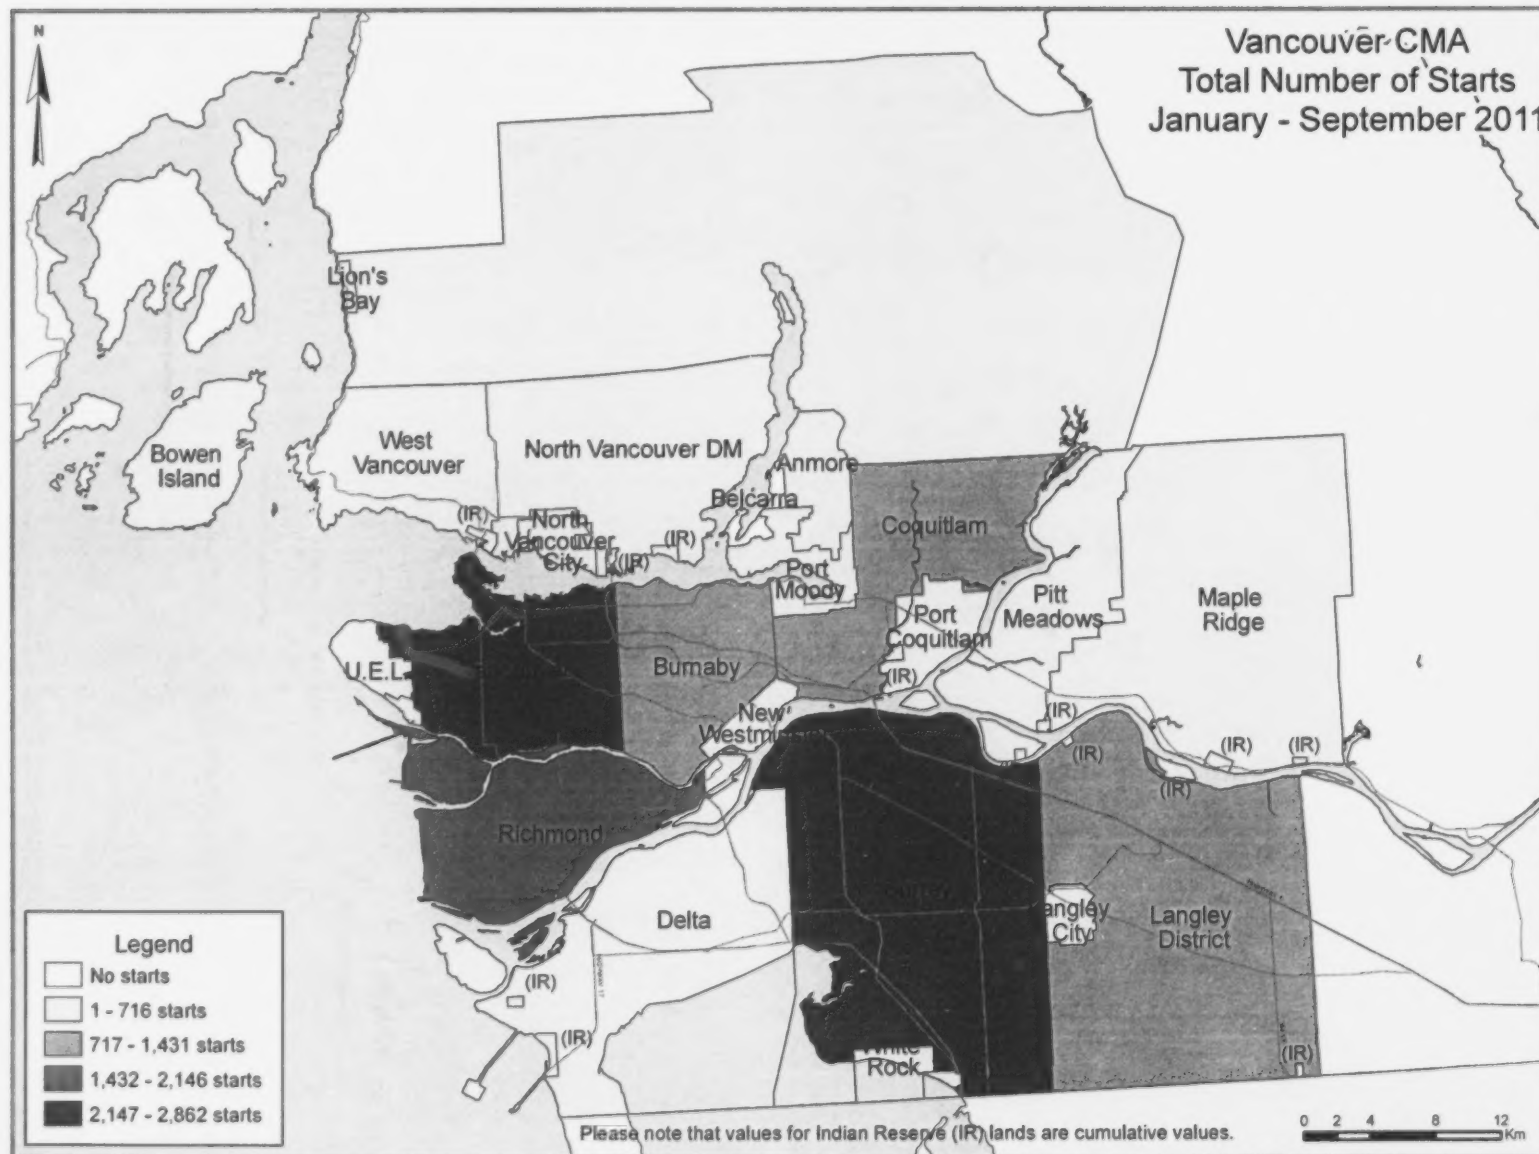 N
Vancouver CMA
Total Number of Starts
January - September 2011
Lion's
Bay
Bowen
Island
West
Vancouver
North Vancouver DM
Anmore
Belcarra
Coquitlam
(IR)
North
Vancouver
City
(IR)
(IR)
Port
Moody
Port
Coquitlam
Pitt
Meadows
Maple
Ridge
U.E.L.
Burnaby
(IR)
New
Westminster
(IR)
(IR)
(IR)
(IR)
(IR)
Richmond
Surrey
Delta
Langley
City
Langley
District
(IR)
(IR)
White
Rock
(IR)
Legend
No starts
1 - 716 starts
717 - 1,431 starts
1,432 - 2,146 starts
2,147 - 2,862 starts
Please note that values for Indian Reserve (IR) lands are cumulative values.
0 2 4 8 12
Km